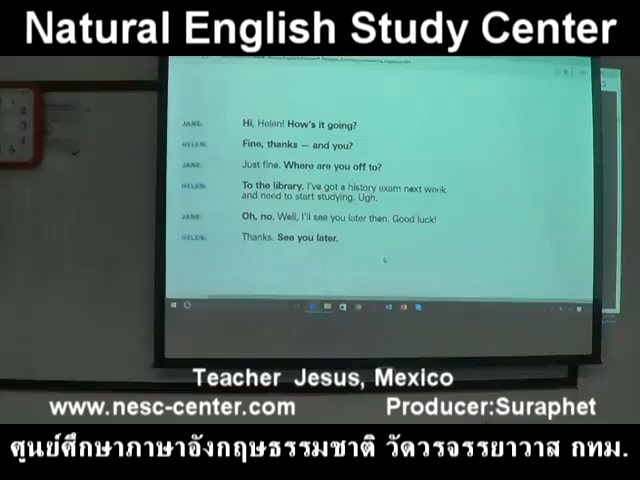 Natural English Study Center
JANE: Hi, Helen! How's it going?
HELEN: Fine, thanks — and you?
JANE: Just fine. Where are you off to?
HELEN: To the library. I've got a history exam next week
and need to start studying. Ugh.
JANE: Oh, no. Well, I'll see you later then. Good luck!
HELEN: Thanks. See you later.
Teacher Jesus, Mexico
www.nesc-center.com Producer:Suraphet
ศูนย์ศึกษาภาษาอังกฤษธรรมชาติ วัดวรจรรยาวาส กทม.